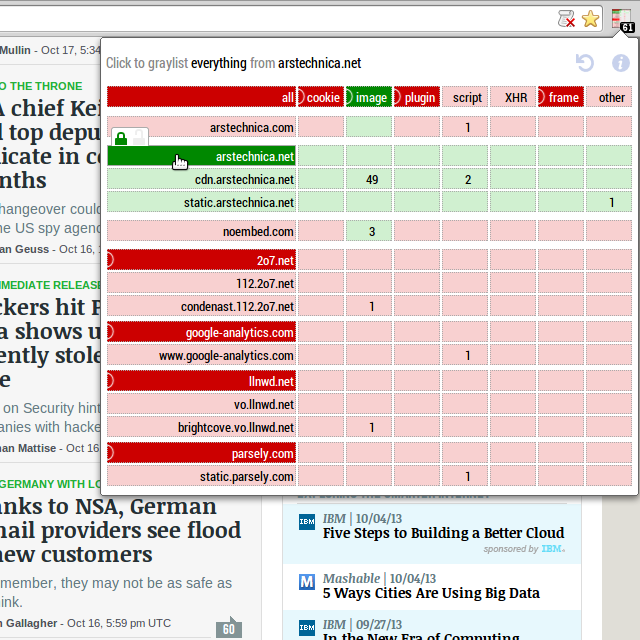 61
Mullin - Oct 17, 5:34
Click to graylist everything from arstechnica.net
O THE THRONE
all cookie image plugin script XHR frame other
A chief Kei
arstechnica.com 1
l top depu
arstechnica.net
icate in co
cdn.arstechnica.net 49 2
nths
static.arstechnica.net 1
hangeover could
noembed.com 3
e US spy agen
an Geuss - Oct 16,
2o7.net
MMEDIATE RELEASE
112.2o7.net
ckers hit P
condenast.112.2o7.net 1
a shows u
google-analytics.com
ently stole
www.google-analytics.com 1
e
llnwd.net
on Security hint
vo.llnwd.net
anies with hacke
brightcove.vo.llnwd.net 1
nan Mattise - Oct 16
parsely.com
GERMANY WITH LO
static.parsely.com 1
anks to NSA, German
nail providers see flood
new customers
member, they may not be as safe as
ink.
n Gallagher - Oct 16, 5:59 pm UTC
60
IBM
IBM | 10/04/13
Five Steps to Building a Better Cloud
sponsored by IBM.
M
Mashable | 10/04/13
5 Ways Cities Are Using Big Data
IBM
IBM | 09/27/13
In the New Era of Computing